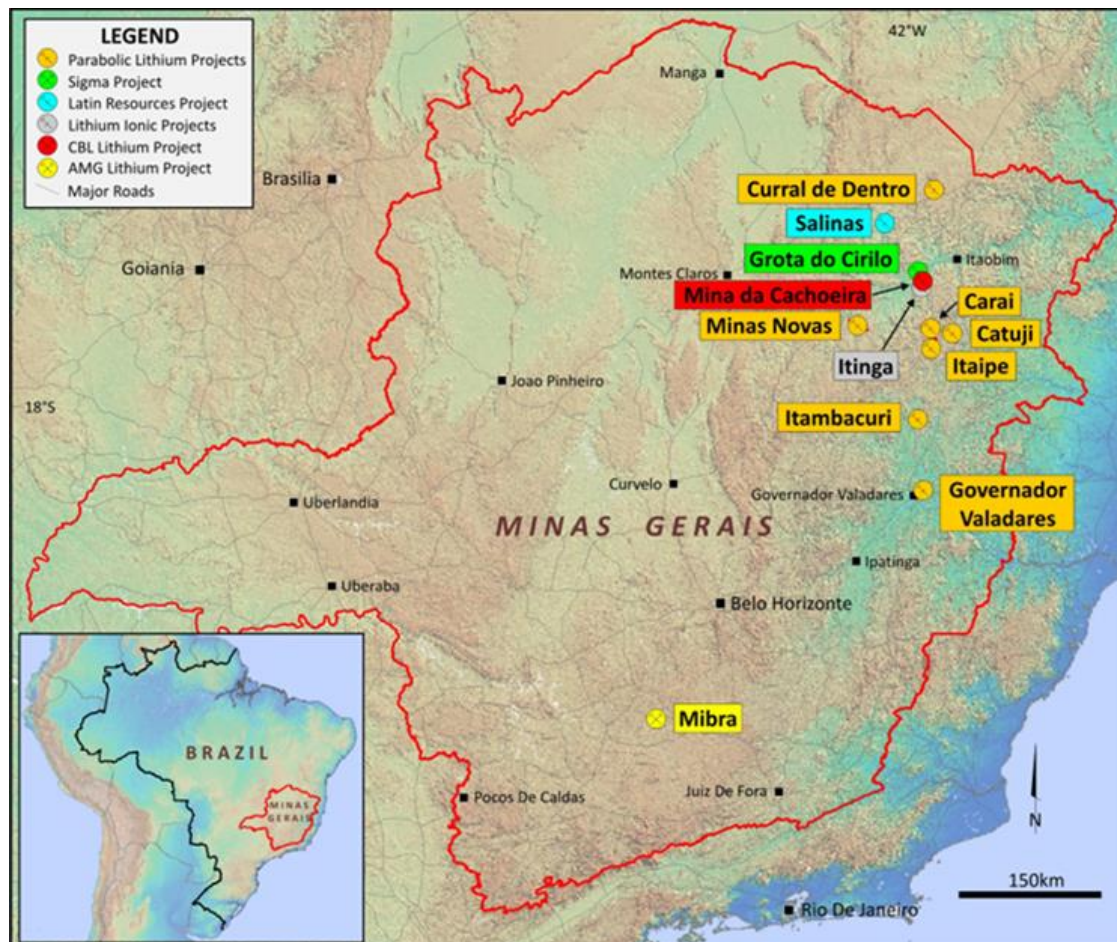 LEGEND
Parabolic Lithium Projects
Sigma Project
Latin Resources Project
Lithium Ionic Projects
CBL Lithium Project
AMG Lithium Project
Major Roads
42°W
Manga
Brasilia
Curral de Dentro
Salinas
Goiania
Grota do Cirilo
Itaobim
Montes Claros
Mina da Cachoeira
Carai
Minas Novas
Catuji
Itinga
Itaipe
Joao Pinheiro
18°S
Itambacuri
Curvelo
Governador Valadares
Governador
Valadares
Uberlandia
MINAS GERAIS
Ipatinga
Uberaba
Belo Horizonte
Mibra
BRAZIL
MINAS
GERAIS
Pocos De Caldas
Juiz De Fora
N
150km
Rio De Janeiro